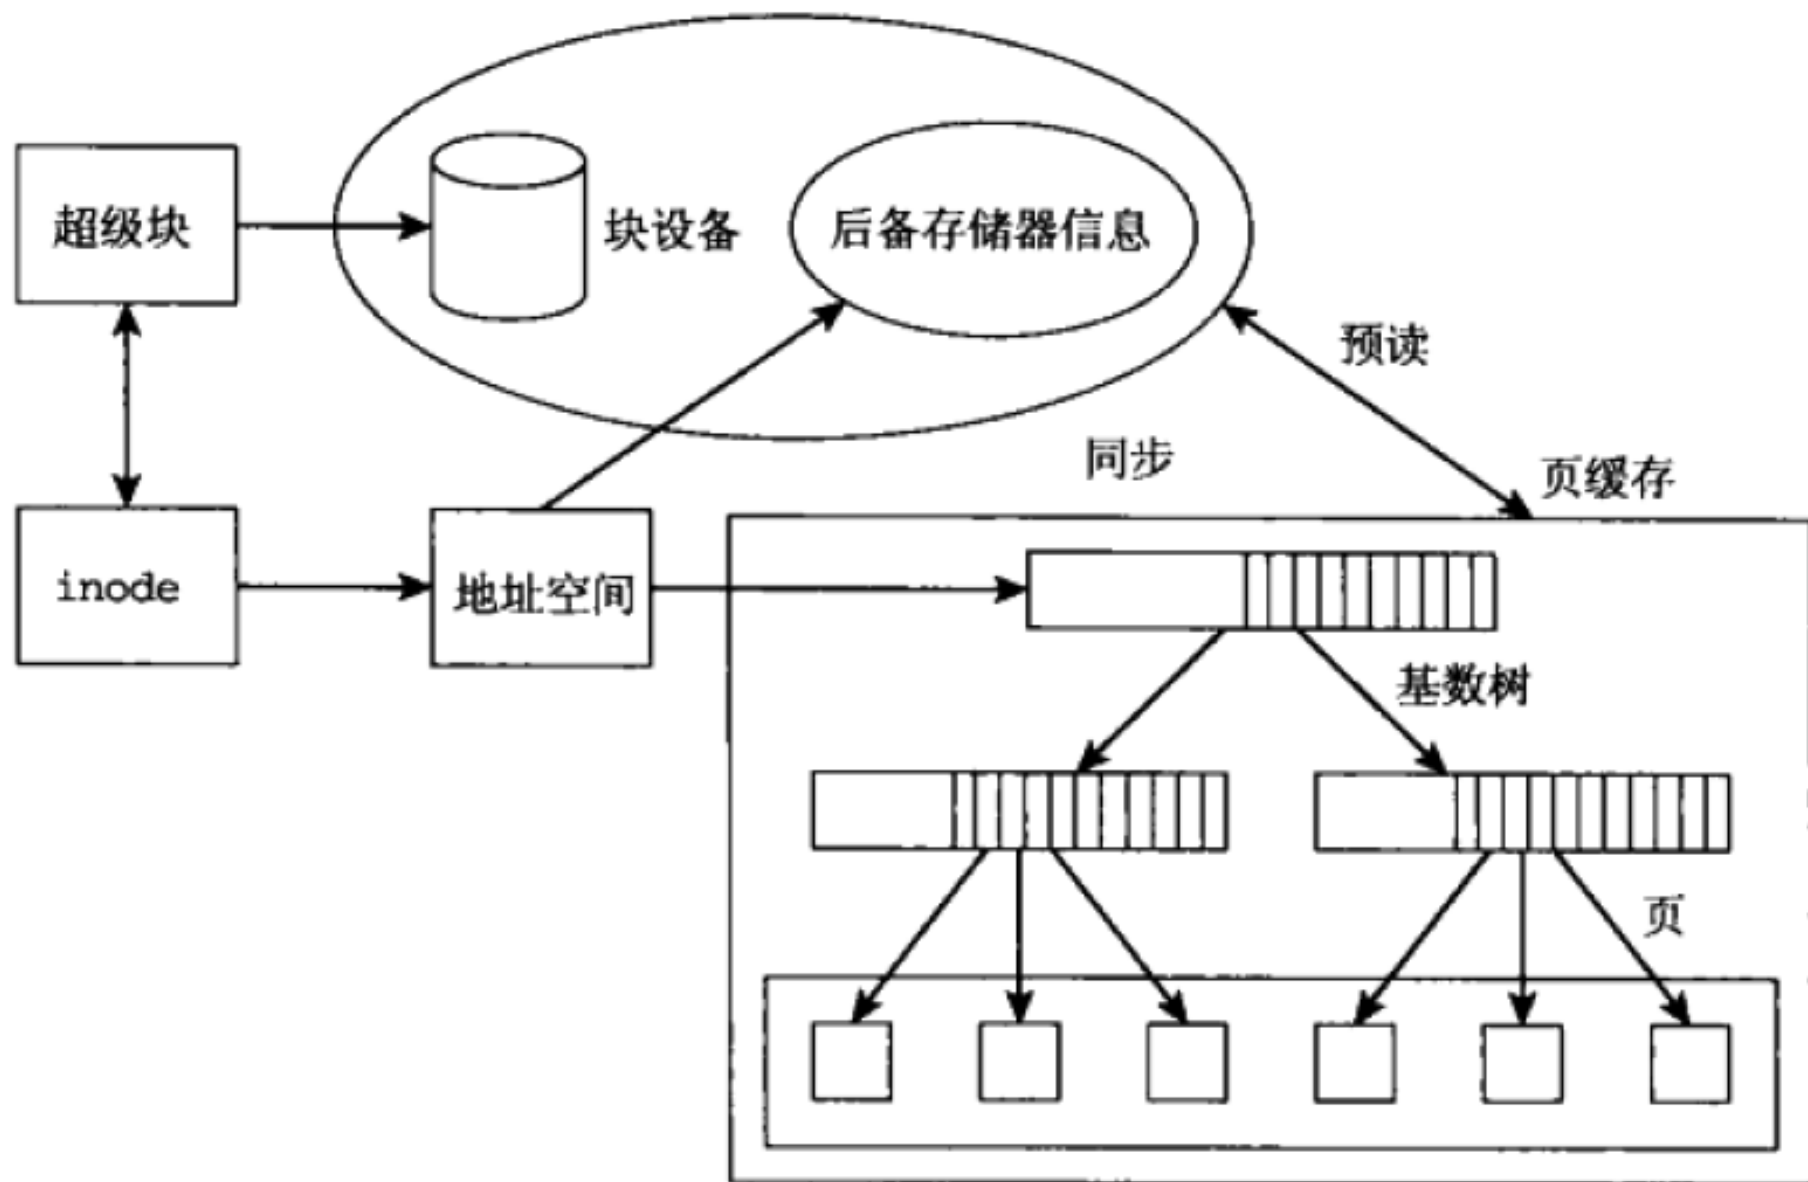 超级块
块设备
后备存储器信息
预读
同步
页缓存
inode
地址空间
基数树
页